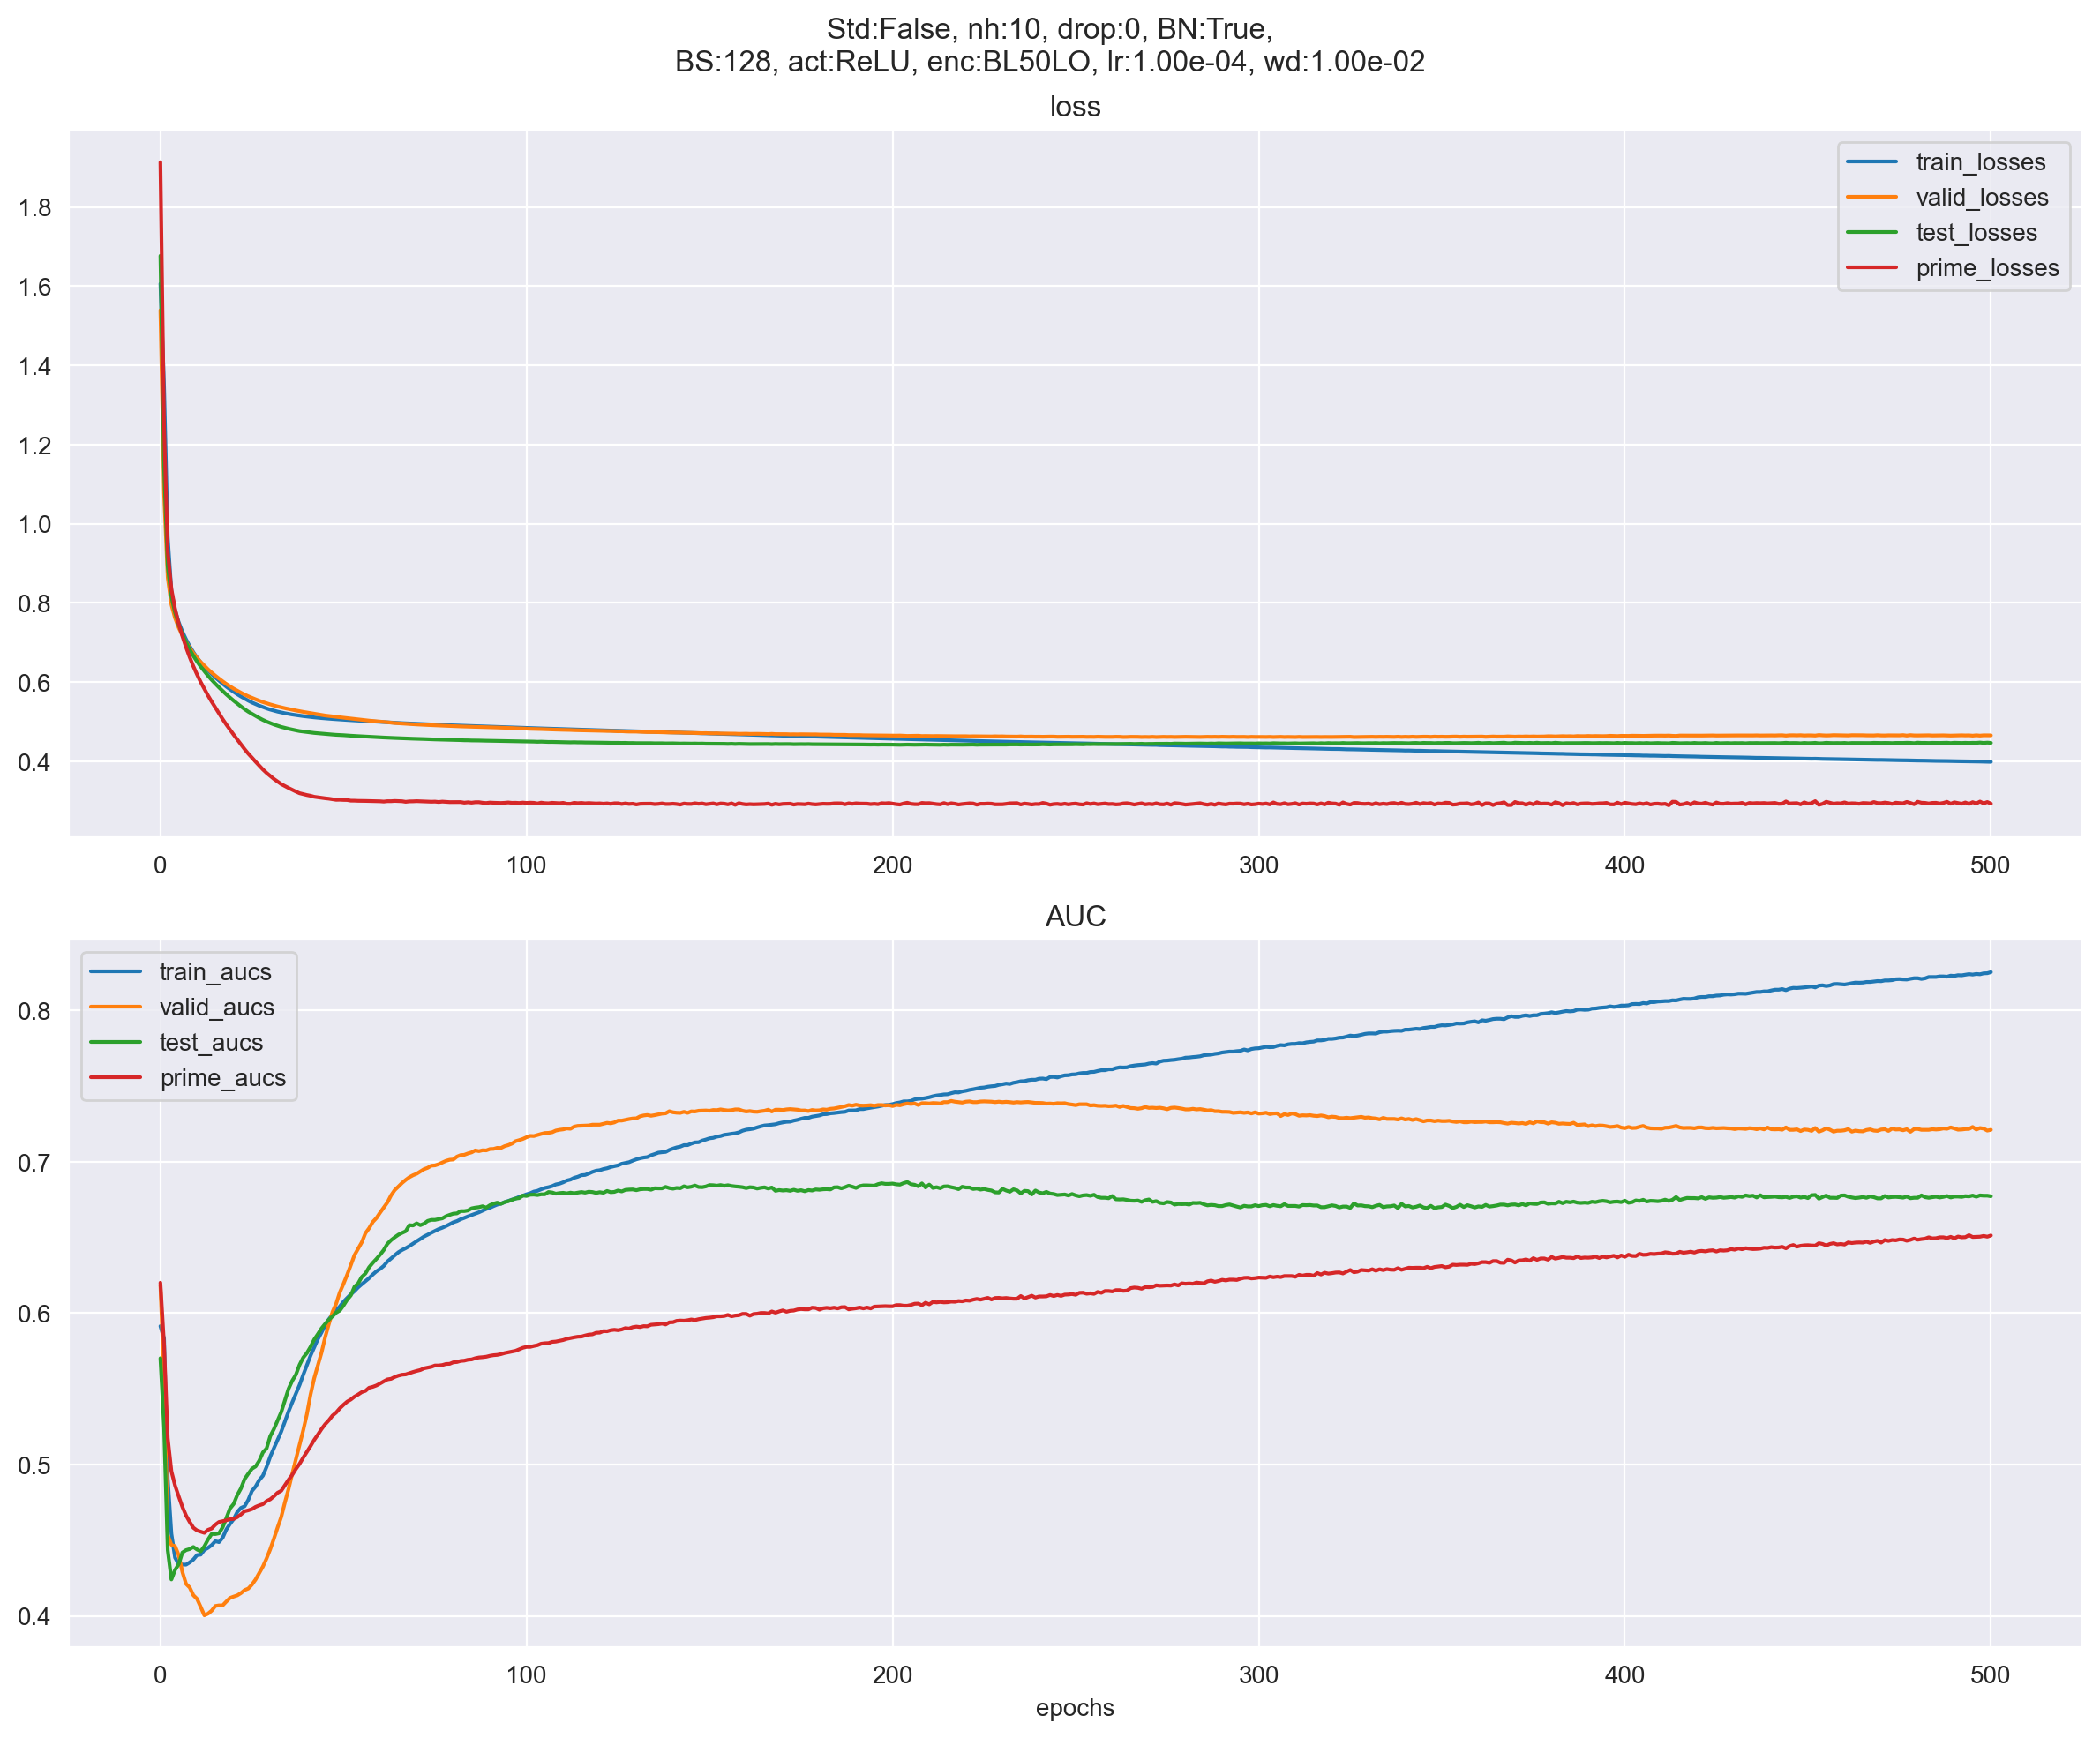 Std:False, nh:10, drop:0, BN:True,
BS:128, act:ReLU, enc:BL50LO, lr:1.00e-04, wd:1.00e-02
loss
train_losses
valid_losses
test_losses
prime_losses
1.8
1.6
1.4
1.2
1.0
0.8
0.6
0.4
0 100 200 300 400 500
AUC
train_aucs
valid_aucs
test_aucs
prime_aucs
0.8
0.7
0.6
0.5
0.4
0 100 200 300 400 500
epochs